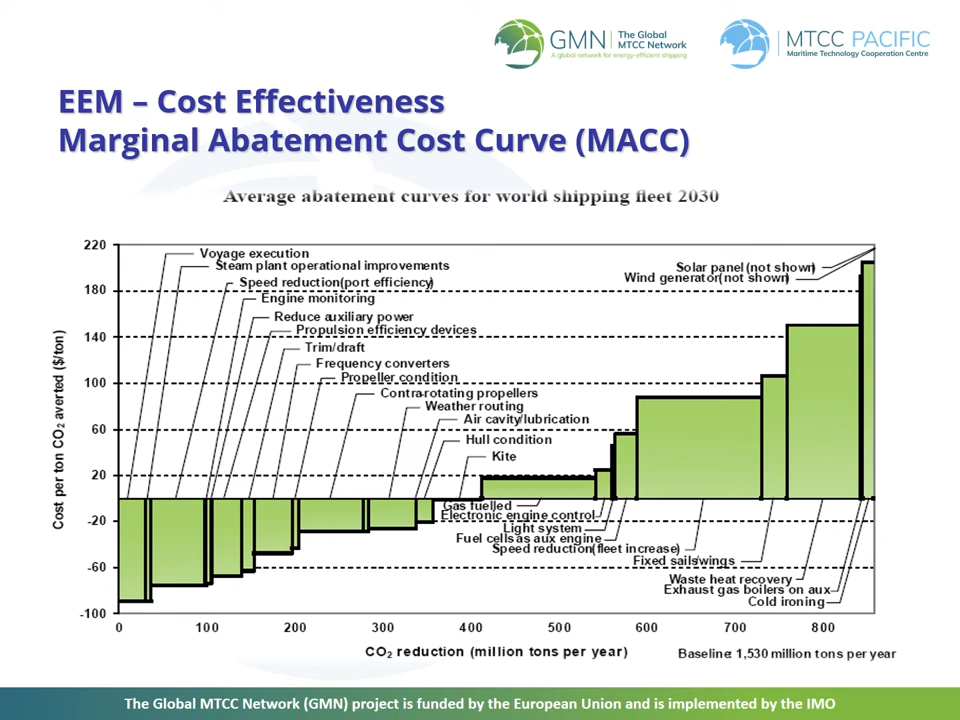 GMN
The Global
MTCC Network
A global network for energy-efficient shipping
MTCC PACIFIC
Maritime Technology Cooperation Centre
EEM – Cost Effectiveness
Marginal Abatement Cost Curve (MACC)
Average abatement curves for world shipping fleet 2030
Cost per ton CO2 averted ($/ton)
220
180
140
100
60
20
-20
-60
-100
Voyage execution
Steam plant operational improvements
Speed reduction(port efficiency)
Engine monitoring
Reduce auxiliary power
Propulsion efficiency devices
Trim/draft
Frequency converters
Propeller condition
Contra-rotating propellers
Weather routing
Air cavity/lubrication
Hull condition
Kite
Solar panel (not shown)
Wind generator(not shown)
Gas fuelled
Electronic engine control
Light system
Fuel cells as aux engine
Speed reduction(fleet increase)
Fixed sails/wings
Waste heat recovery
Exhaust gas boilers on aux
Cold ironing
0 100 200 300 400 500 600 700 800
CO2 reduction (million tons per year)
Baseline: 1,530 million tons per year
The Global MTCC Network (GMN) project is funded by the European Union and is implemented by the IMO